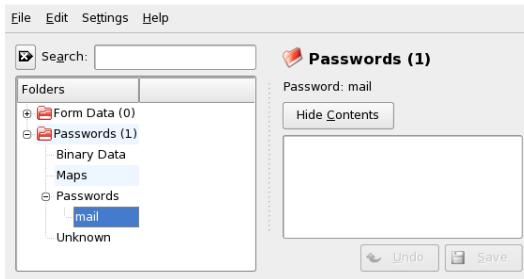 File Edit Settings Help
Search:
Folders
Form Data (0)
Passwords (1)
Binary Data
Maps
Passwords
mail
Unknown
Passwords (1)
Password: mail
Hide Contents
Undo Save